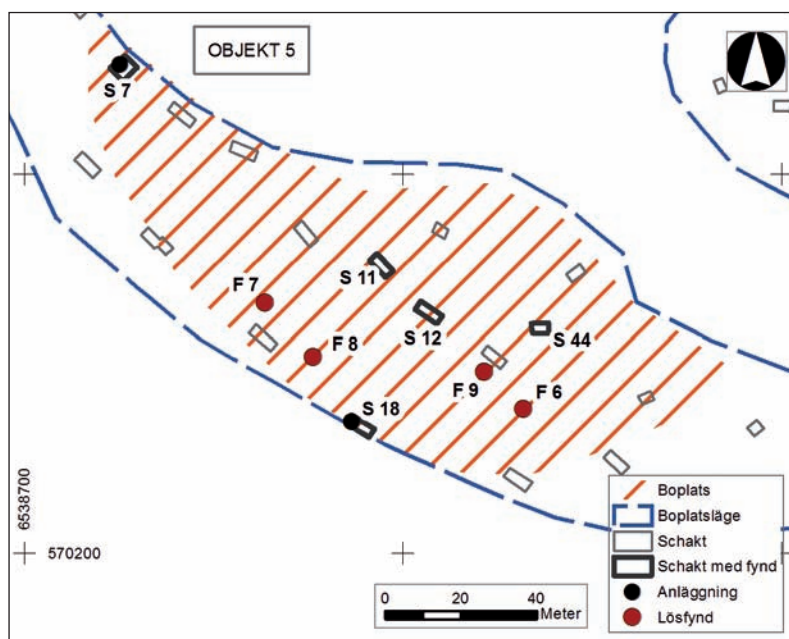 OBJEKT 5
S 7
F 7
S 11
F 8
S 12
S 44
F 9
F 6
S 18
6538700
570200
Boplats
Boplatsläge
Schakt
Schakt med fynd
Anläggning
Lösfynd
0 20 40
Meter